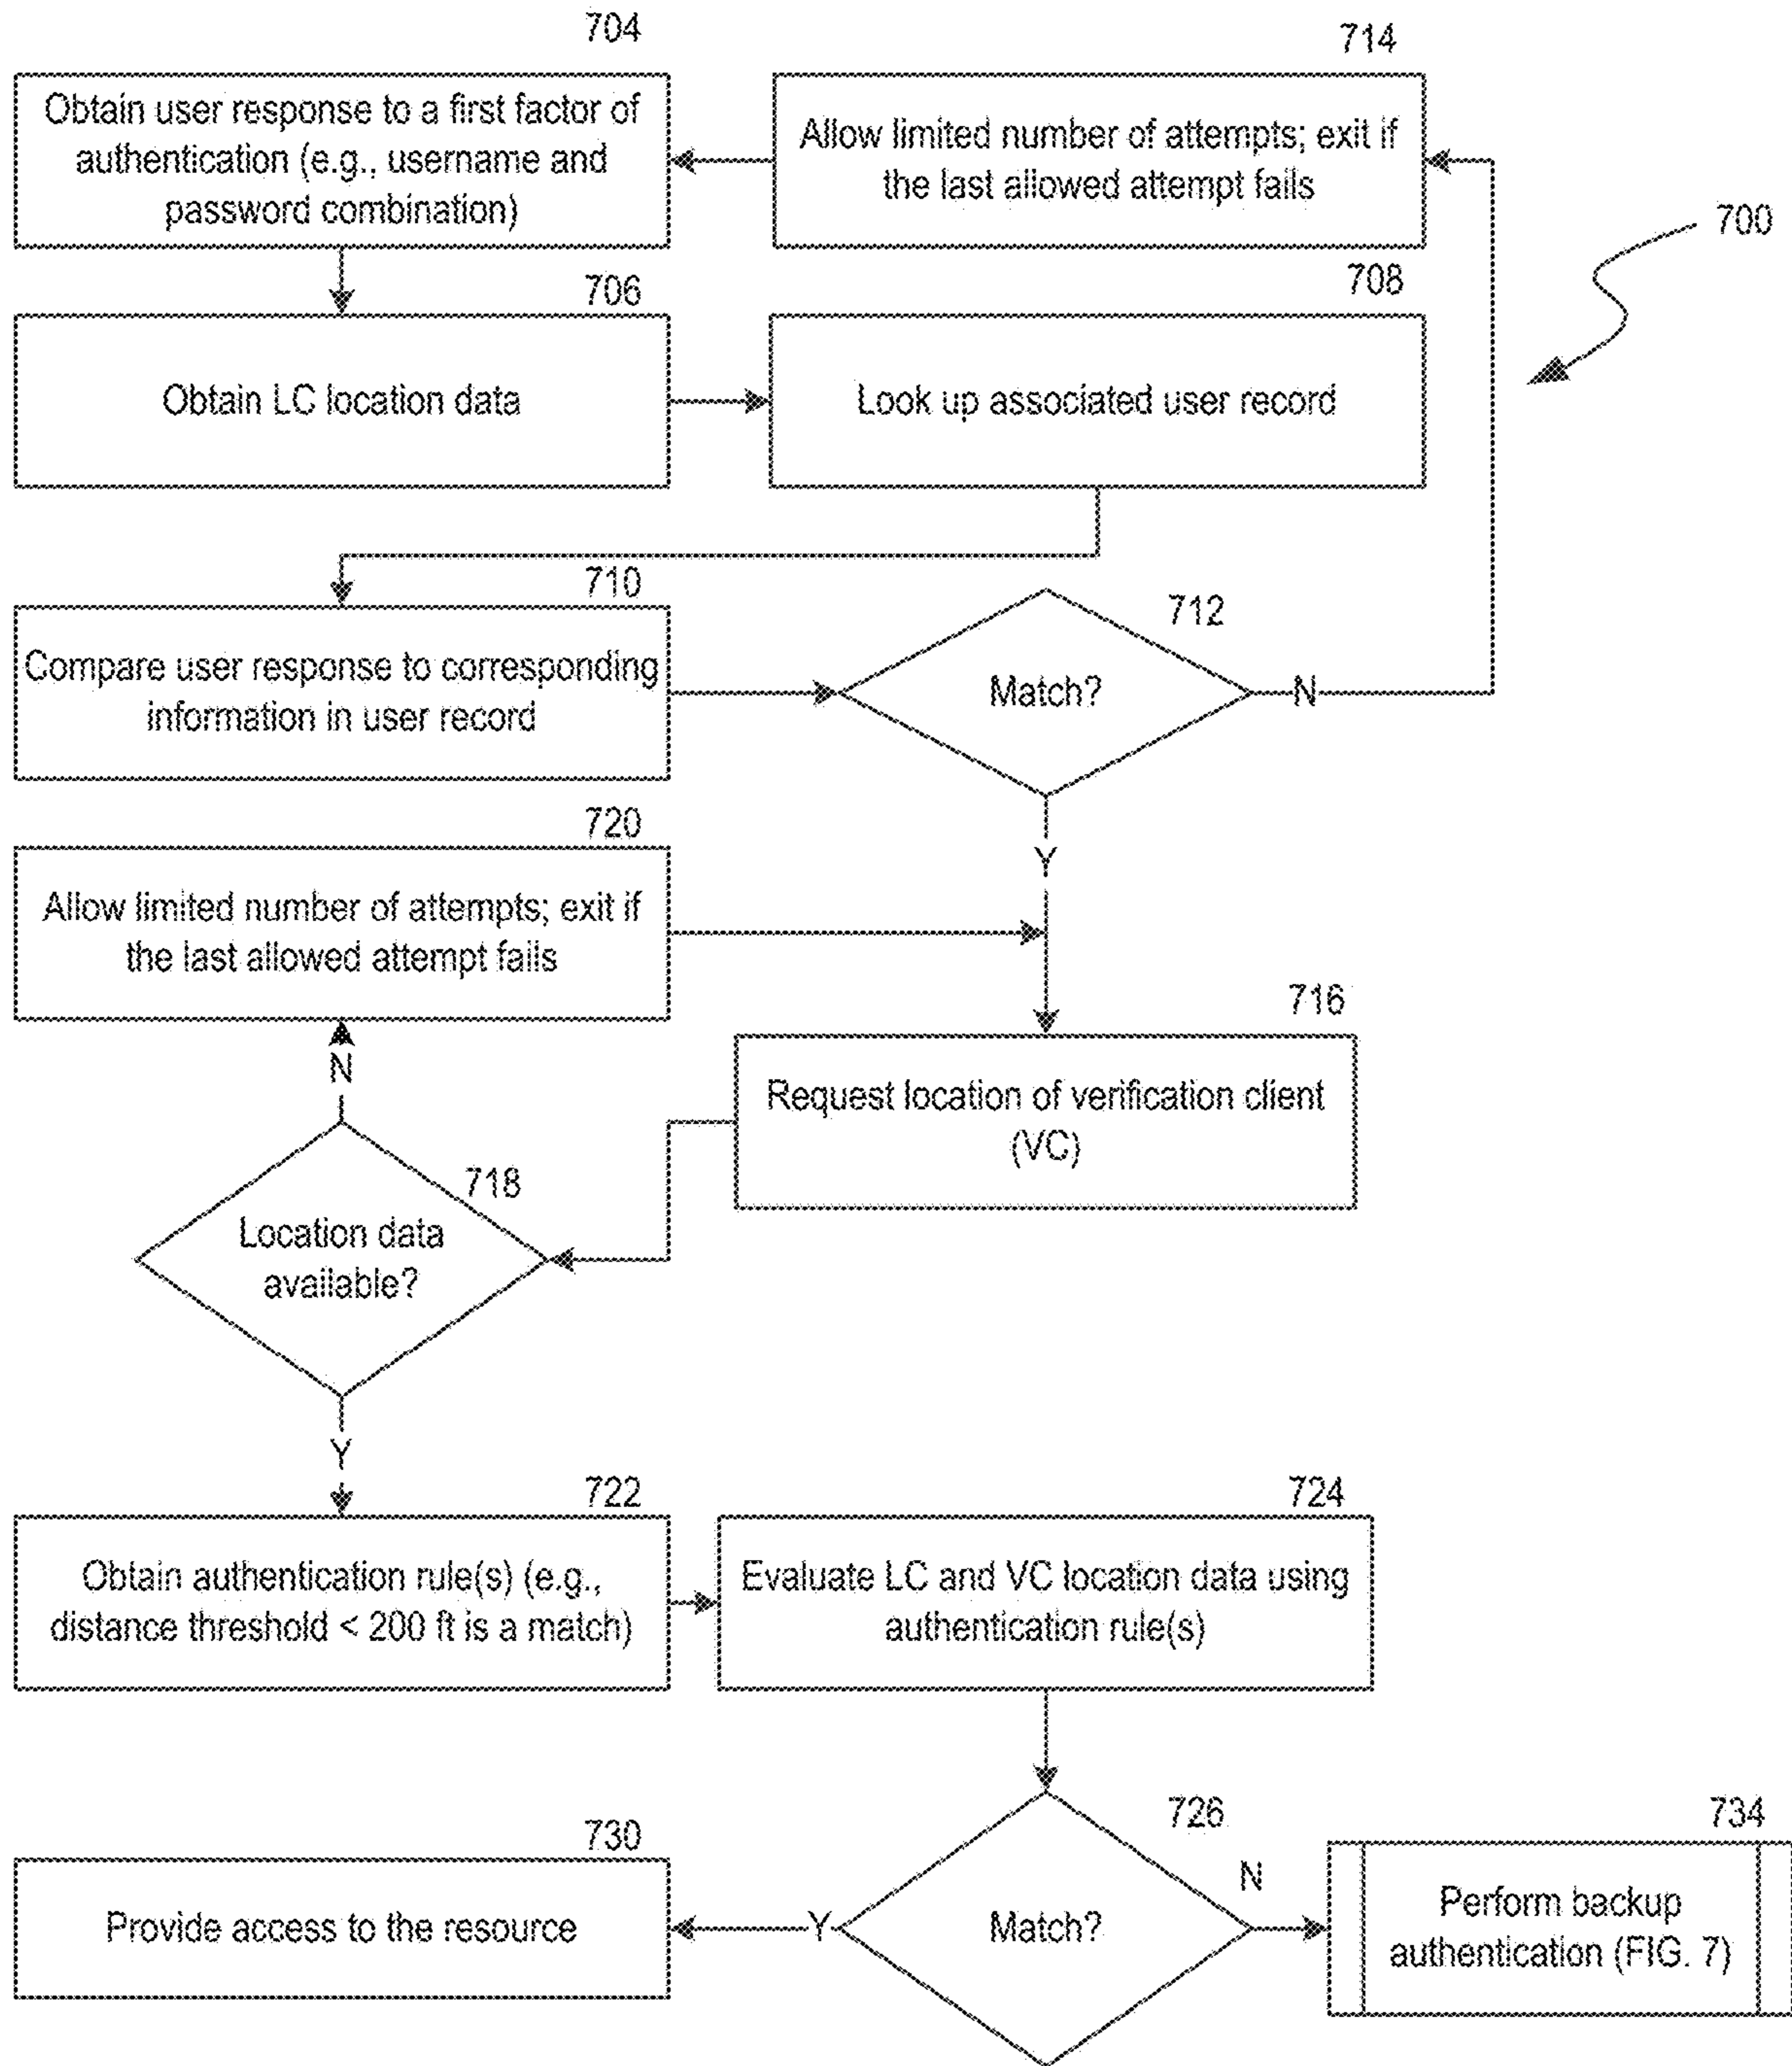 704
714
Obtain user response to a first factor of
authentication (e.g., username and
password combination)
Allow limited number of attempts; exit if
the last allowed attempt fails
700
706
708
Obtain LC location data
Look up associated user record
710
712
Compare user response to corresponding
information in user record
Match?
N
Y
720
Allow limited number of attempts; exit if
the last allowed attempt fails
716
N
Request location of verification client
(VC)
718
Location data
available?
Y
722
724
Obtain authentication rule(s) (e.g.,
distance threshold < 200 ft is a match)
Evaluate LC and VC location data using
authentication rule(s)
726
730
734
Provide access to the resource
Y
Match?
N
Perform backup
authentication (FIG. 7)